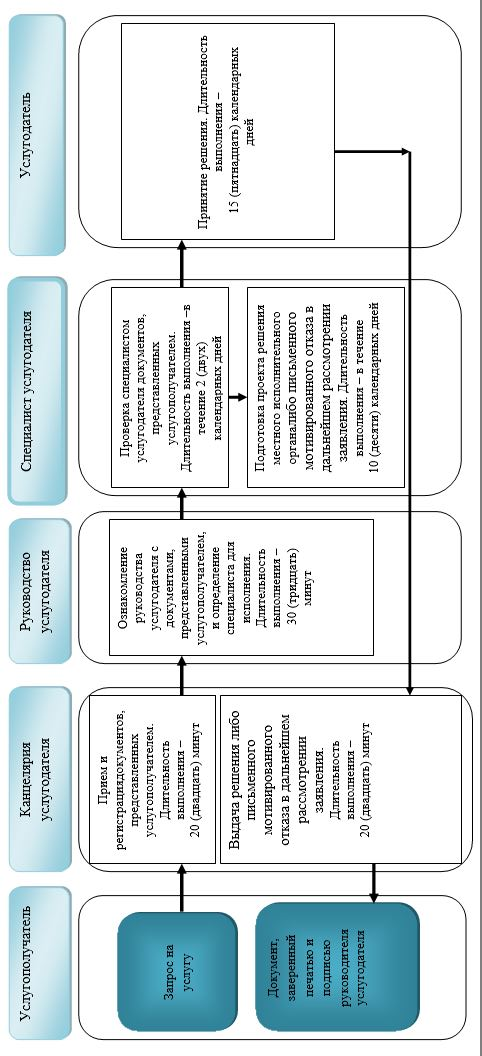 Услугополучатель
Канцелярия
услугодателя
Руководство
услугодателя
Специалист услугодателя
Услугодатель
Запрос на
услугу
Документ,
заверенный
печатью и
подписью
руководителя
услугодателя
Прием и
регистрациядокументов,
представленных
услугополучателем.
Длительность
выполнения –
20 (двадцать) минут
Выдача решения либо
письменного
мотивированного
отказа в дальнейшем
рассмотрении
заявления.
Длительность
выполнения –
20 (двадцать) минут
Ознакомление
руководства
услугодателя с
документами,
представленными
услугополучателем,
и определение
специалиста для
исполнения.
Длительность
выполнения –
30 (тридцать)
минут
Проверка специалистом
услугодателя документов,
представленных
услугополучателем.
Длительность выполнения –в
течение 2 (двух)
календарных дней
Подготовка проекта решения
местного исполнительного
органалибо письменного
мотивированного отказа в
дальнейшем рассмотрении
заявления. Длительность
выполнения – в течение
10 (десяти) календарных дней
Принятие решения. Длительность
выполнения –
15 (пятнадцать) календарных
дней